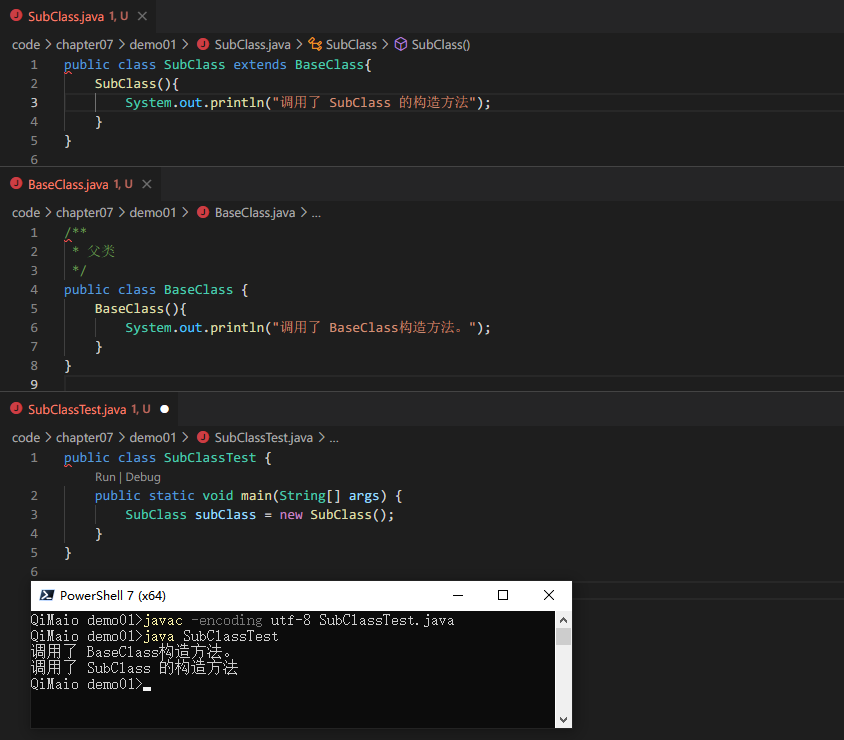 SubClass.java 1, U
code > chapter07 > demo01 > SubClass.java > SubClass > SubClass()
1 public class SubClass extends BaseClass{
2 SubClass(){
3 System.out.println("调用了 SubClass 的构造方法");
4 }
5 }
6
BaseClass.java 1, U
code > chapter07 > demo01 > BaseClass.java > ...
1 /**
2 * 父类
3 */
4 public class BaseClass {
5 BaseClass(){
6 System.out.println("调用了 BaseClass构造方法。");
7 }
8 }
9
SubClassTest.java 1, U
code > chapter07 > demo01 > SubClassTest.java > ...
1 public class SubClassTest {
Run | Debug
2 public static void main(String[] args) {
3 SubClass subClass = new SubClass();
4 }
5 }
6
PowerShell 7 (x64)
QiMaio demo01>javac -encoding utf-8 SubClassTest.java
QiMaio demo01>java SubClassTest
调用了 BaseClass构造方法。
调用了 SubClass 的构造方法
QiMaio demo01>